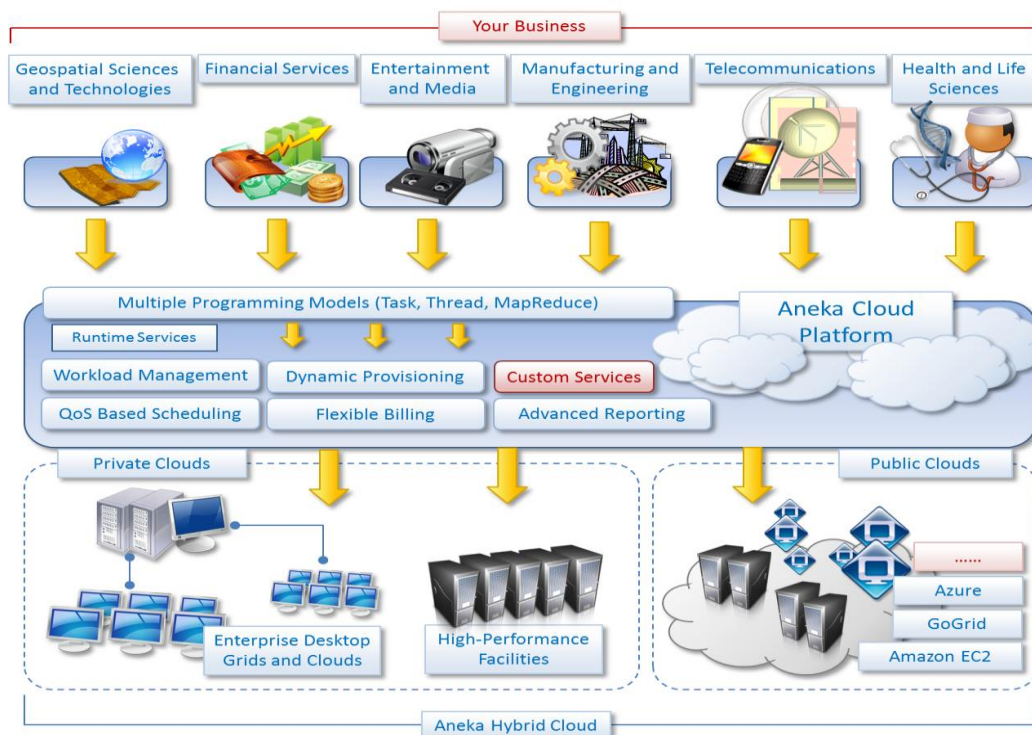 Your Business
Geospatial Sciences
and Technologies
Financial Services
Entertainment
and Media
Manufacturing and
Engineering
Telecommunications
Health and Life
Sciences
Multiple Programming Models (Task, Thread, MapReduce)
Aneka Cloud
Platform
Runtime Services
Workload Management
Dynamic Provisioning
Custom Services
QoS Based Scheduling
Flexible Billing
Advanced Reporting
Private Clouds
Public Clouds
......
Azure
GoGrid
Amazon EC2
Enterprise Desktop
Grids and Clouds
High-Performance
Facilities
Aneka Hybrid Cloud